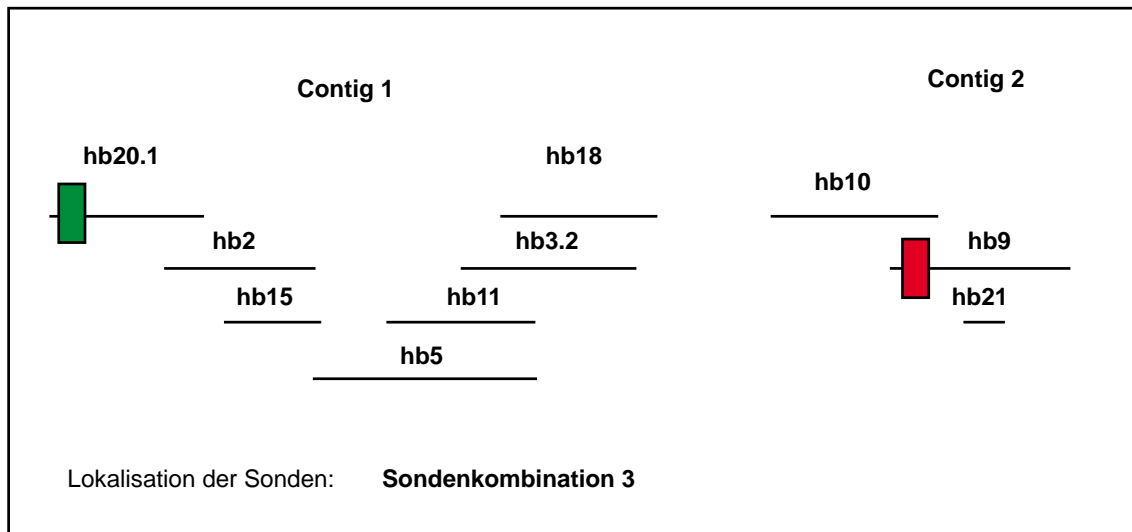 Contig 1
Contig 2
hb20.1
hb18
hb10
hb2
hb3.2
hb9
hb15
hb11
hb21
hb5
Lokalisation der Sonden: Sondenkombination 3